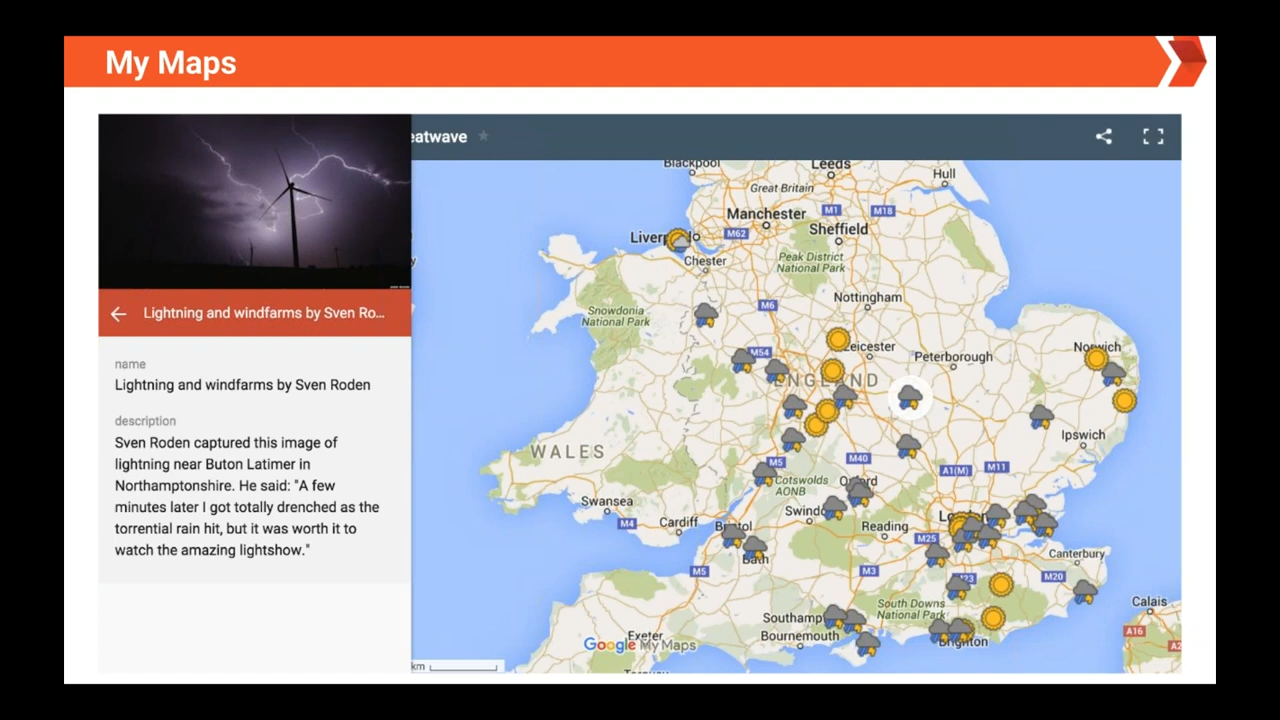 My Maps
eatwave
Lightning and windfarms by Sven Ro...
name
Lightning and windfarms by Sven Roden
description
Sven Roden captured this image of
lightning near Buton Latimer in
Northamptonshire. He said: "A few
minutes later I got totally drenched as the
torrential rain hit, but it was worth it to
watch the amazing lightshow."
Blackpool
Leeds
Hull
Great Britain
Manchester
M1
M18
M62
Sheffield
Liverp
Chester
Peak District
National Park
Nottingham
M6
Snowdonia
National Park
Leicester
Norwich
M54
Peterborough
ENGLAND
Ipswich
WALES
M5
M40
A1(M)
M11
Cotswolds
AONB
Oxford
Swansea
Swind
M4
Cardiff
Bristol
Reading
London
M25
Canterbury
Bath
M5
M3
M23
M20
South Downs
National Park
Calais
Southamp
A16
Exeter
Bournemouth
Brighton
A2
Google My Maps
km